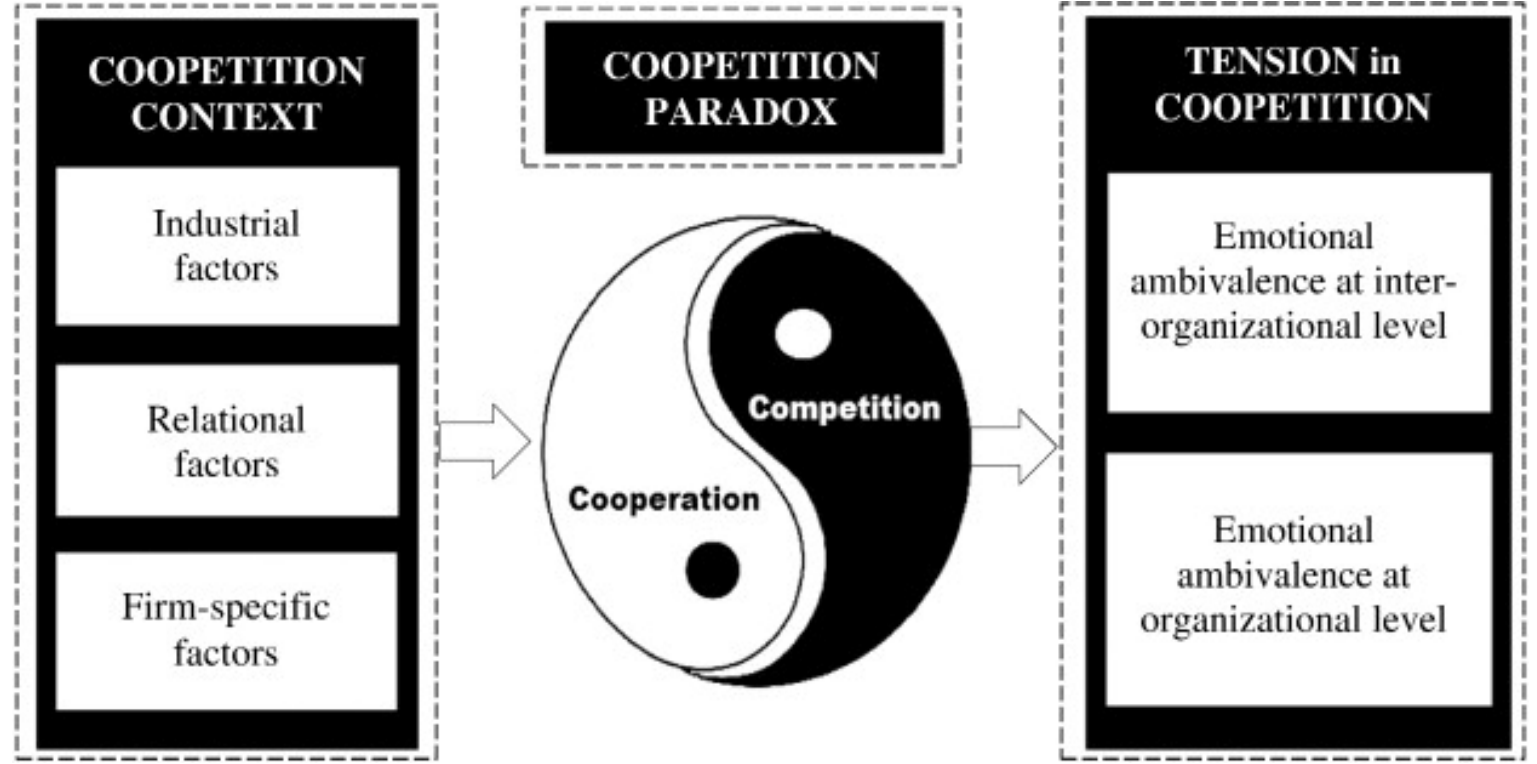 COOPETITION
CONTEXT
Industrial
factors
Relational
factors
Firm-specific
factors
COOPETITION
PARADOX
Competition
Cooperation
TENSION in
COOPETITION
Emotional
ambivalence at inter-
organizational level
Emotional
ambivalence at
organizational level